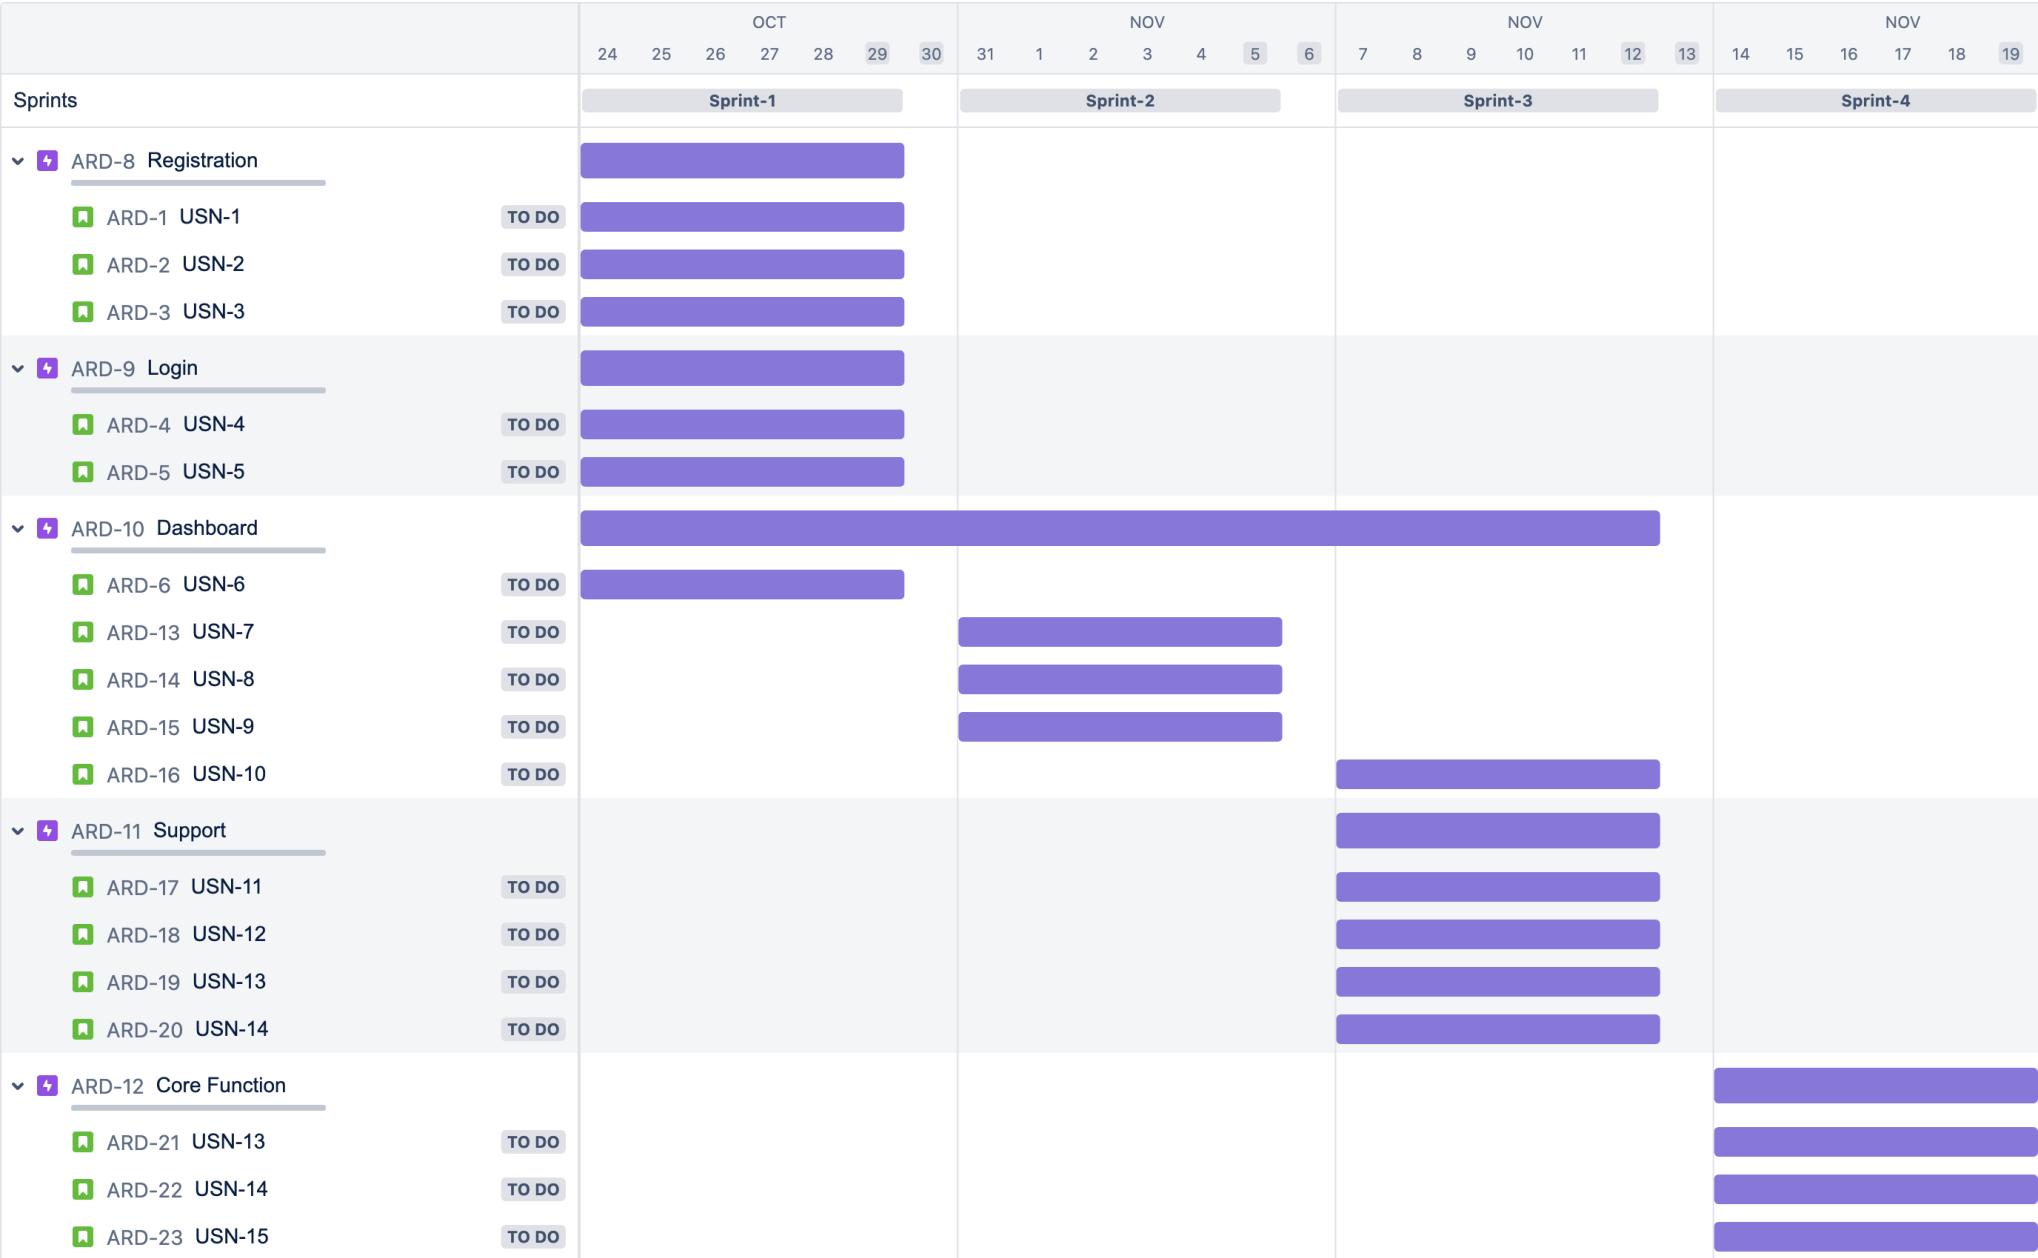 OCT NOV NOV NOV
24 25 26 27 28 29 30 31 1 2 3 4 5 6 7 8 9 10 11 12 13 14 15 16 17 18 19
Sprints Sprint-1 Sprint-2 Sprint-3 Sprint-4
ARD-8 Registration
ARD-1 USN-1 TO DO
ARD-2 USN-2 TO DO
ARD-3 USN-3 TO DO
ARD-9 Login
ARD-4 USN-4 TO DO
ARD-5 USN-5 TO DO
ARD-10 Dashboard
ARD-6 USN-6 TO DO
ARD-13 USN-7 TO DO
ARD-14 USN-8 TO DO
ARD-15 USN-9 TO DO
ARD-16 USN-10 TO DO
ARD-11 Support
ARD-17 USN-11 TO DO
ARD-18 USN-12 TO DO
ARD-19 USN-13 TO DO
ARD-20 USN-14 TO DO
ARD-12 Core Function
ARD-21 USN-13 TO DO
ARD-22 USN-14 TO DO
ARD-23 USN-15 TO DO